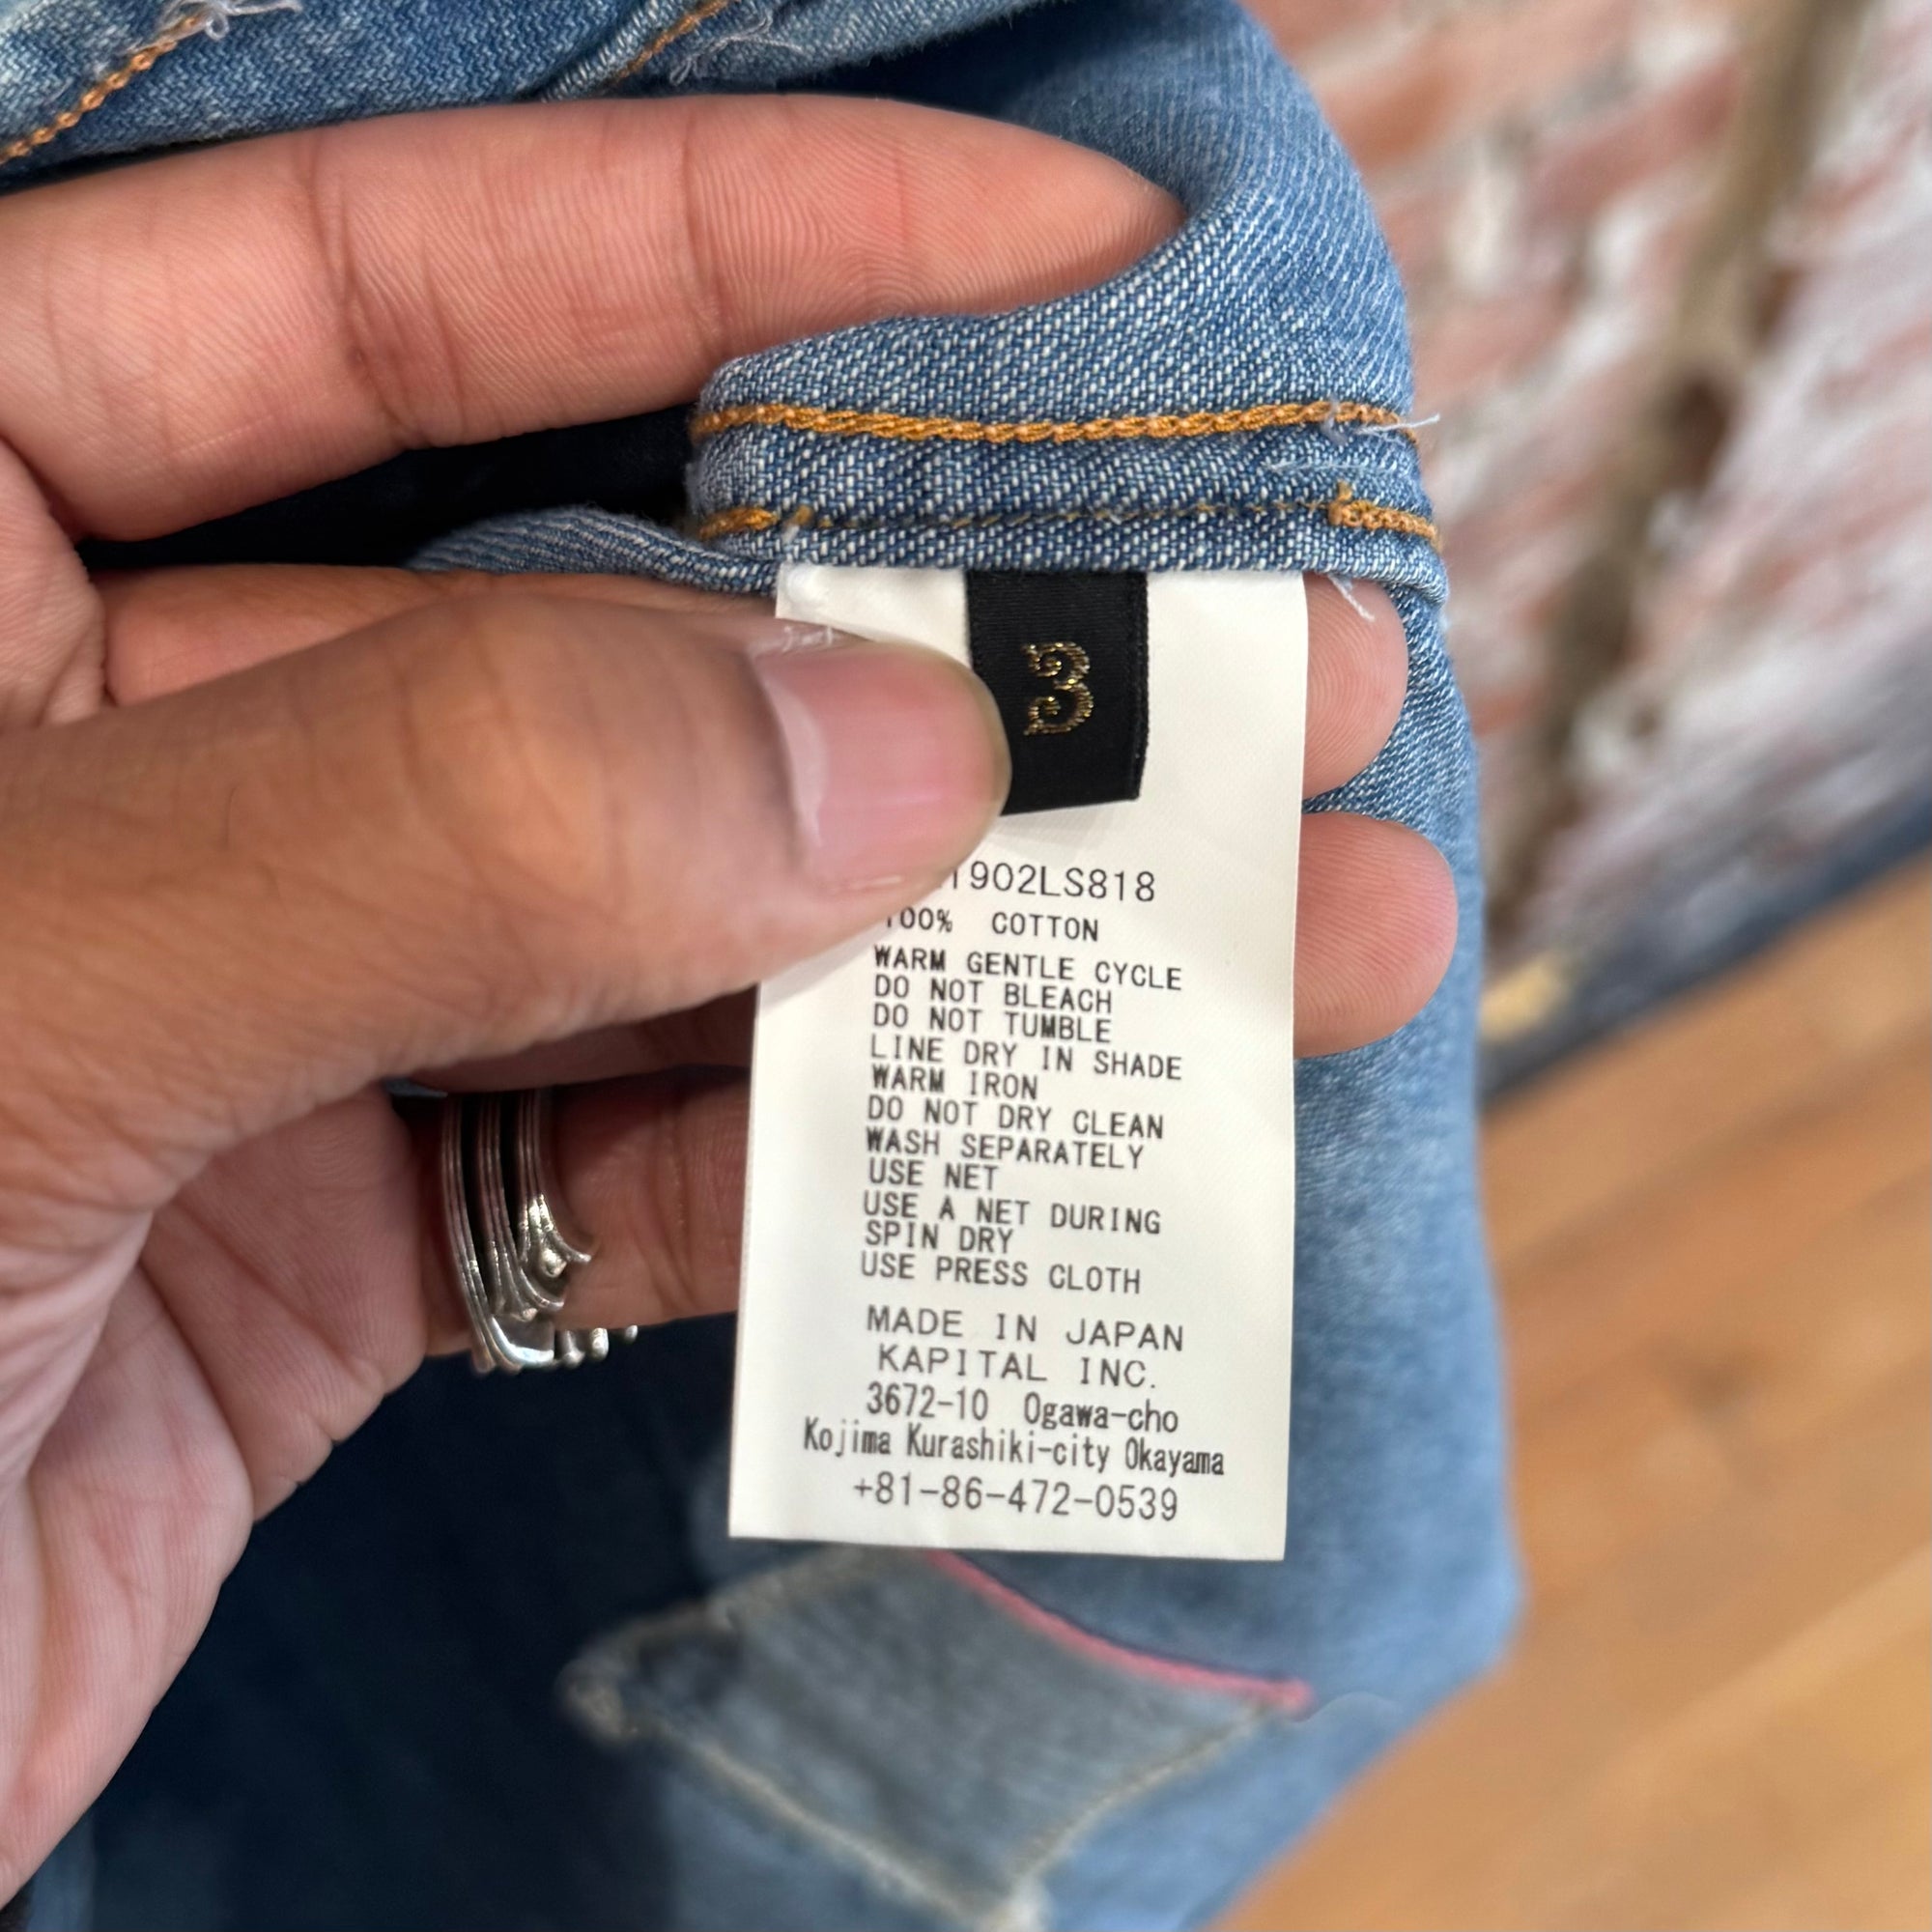 3
1902LS818
100% COTTON
WARM GENTLE CYCLE
DO NOT BLEACH
DO NOT TUMBLE
LINE DRY IN SHADE
WARM IRON
DO NOT DRY CLEAN
WASH SEPARATELY
USE NET
USE A NET DURING
SPIN DRY
USE PRESS CLOTH
MADE IN JAPAN
KAPITAL INC.
3672-10 Ogawa-cho
Kojima Kurashiki-city Okayama
+81-86-472-0539